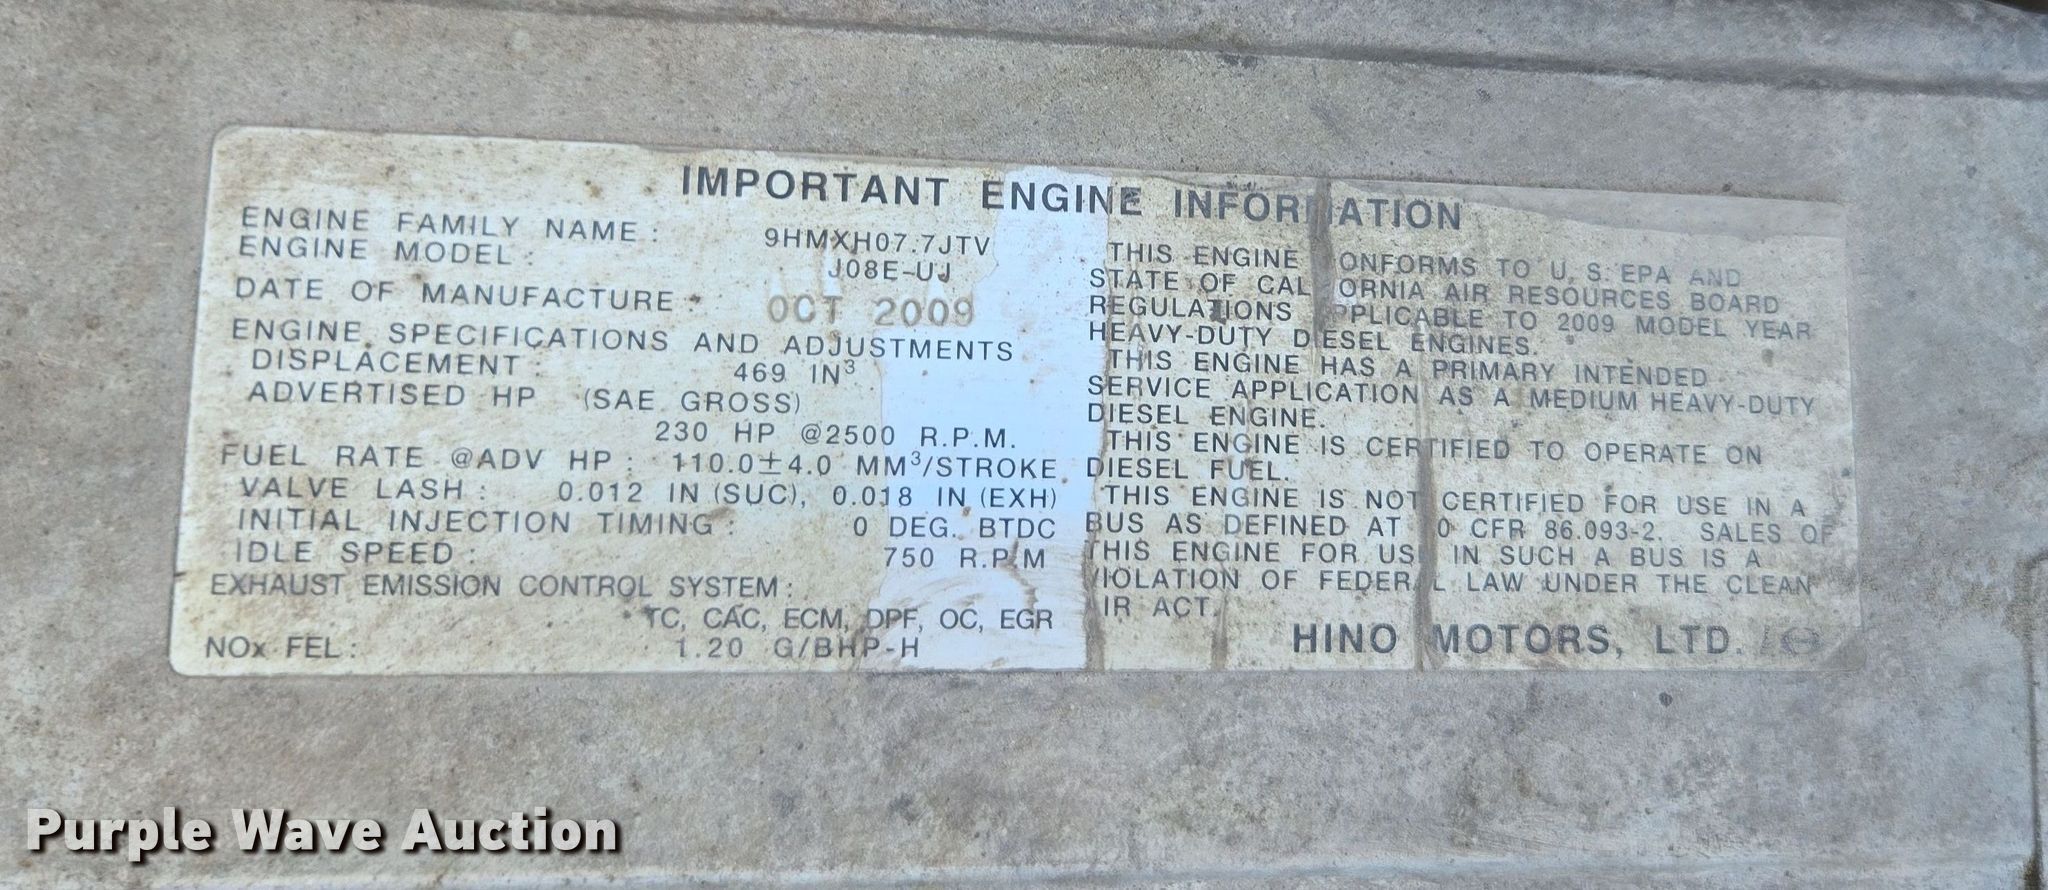 IMPORTANT ENGINE INFORMATION
ENGINE FAMILY NAME: 9HMXH07.7JTV
ENGINE MODEL: J08E-UJ
DATE OF MANUFACTURE: OCT 2009
ENGINE SPECIFICATIONS AND ADJUSTMENTS
DISPLACEMENT: 469 IN³
ADVERTISED HP (SAE GROSS)
230 HP @2500 R.P.M.
FUEL RATE @ADV HP: 110.0±4.0 MM³/STROKE
VALVE LASH: 0.012 IN (SUC), 0.018 IN (EXH)
INITIAL INJECTION TIMING: 0 DEG. BTDC
IDLE SPEED: 750 R.P.M
EXHAUST EMISSION CONTROL SYSTEM:
TC, CAC, ECM, DPF, OC, EGR
NOx FEL: 1.20 G/BHP-H
THIS ENGINE ONFORMS TO U.S. EPA AND
STATE OF CAL ORNIA AIR RESOURCES BOARD
REGULATIONS PPLICABLE TO 2009 MODEL YEAR
HEAVY-DUTY DIESEL ENGINES.
THIS ENGINE HAS A PRIMARY INTENDED
SERVICE APPLICATION AS A MEDIUM HEAVY-DUTY
DIESEL ENGINE.
THIS ENGINE IS CERTIFIED TO OPERATE ON
DIESEL FUEL.
THIS ENGINE IS NOT CERTIFIED FOR USE IN A
BUS AS DEFINED AT 0 CFR 86.093-2. SALES OF
THIS ENGINE FOR USE IN SUCH A BUS IS A
VIOLATION OF FEDERAL LAW UNDER THE CLEAN
IR ACT.
HINO MOTORS, LTD.
Purple Wave Auction